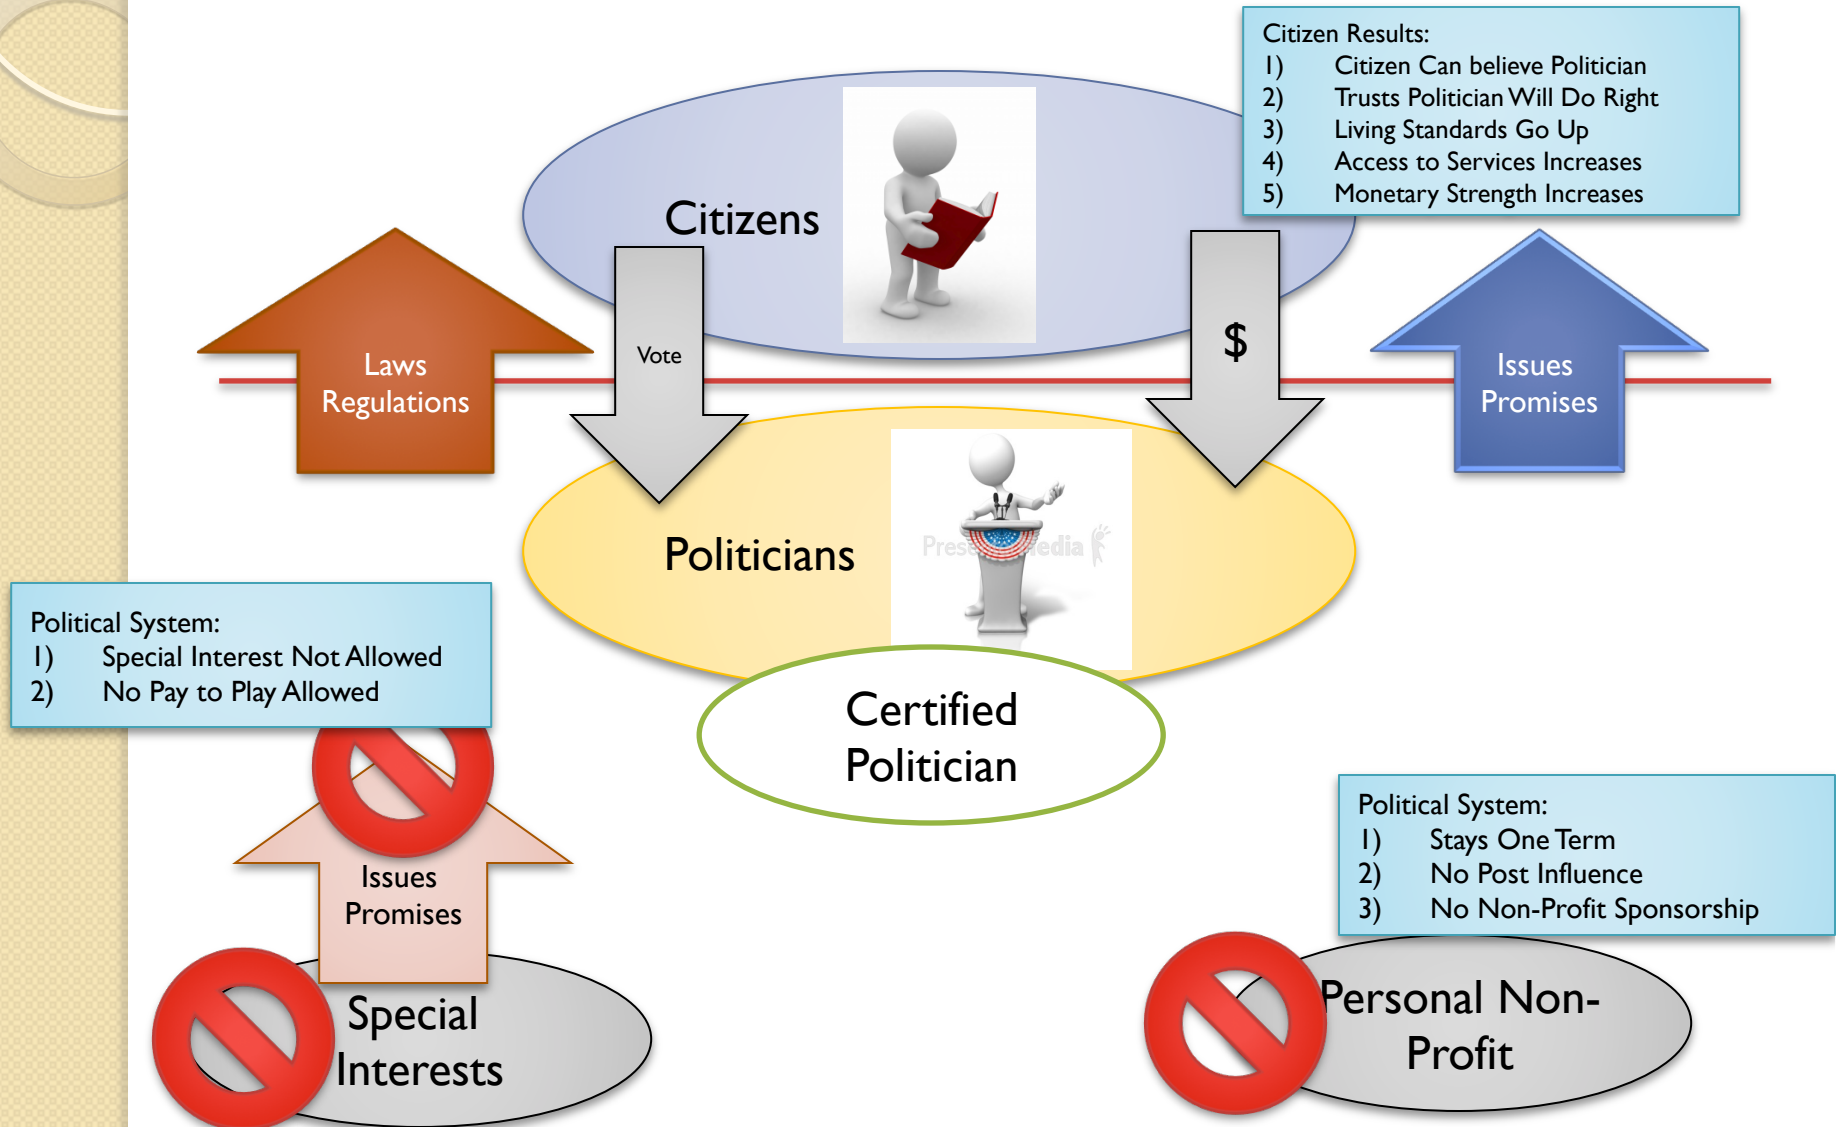 Citizen Results:
1) Citizen Can believe Politician
2) Trusts Politician Will Do Right
3) Living Standards Go Up
4) Access to Services Increases
5) Monetary Strength Increases
Citizens
Vote
$
Laws
Regulations
Issues
Promises
Politicians
Certified
Politician
Political System:
1) Special Interest Not Allowed
2) No Pay to Play Allowed
Issues
Promises
Special
Interests
Political System:
1) Stays One Term
2) No Post Influence
3) No Non-Profit Sponsorship
Personal Non-
Profit